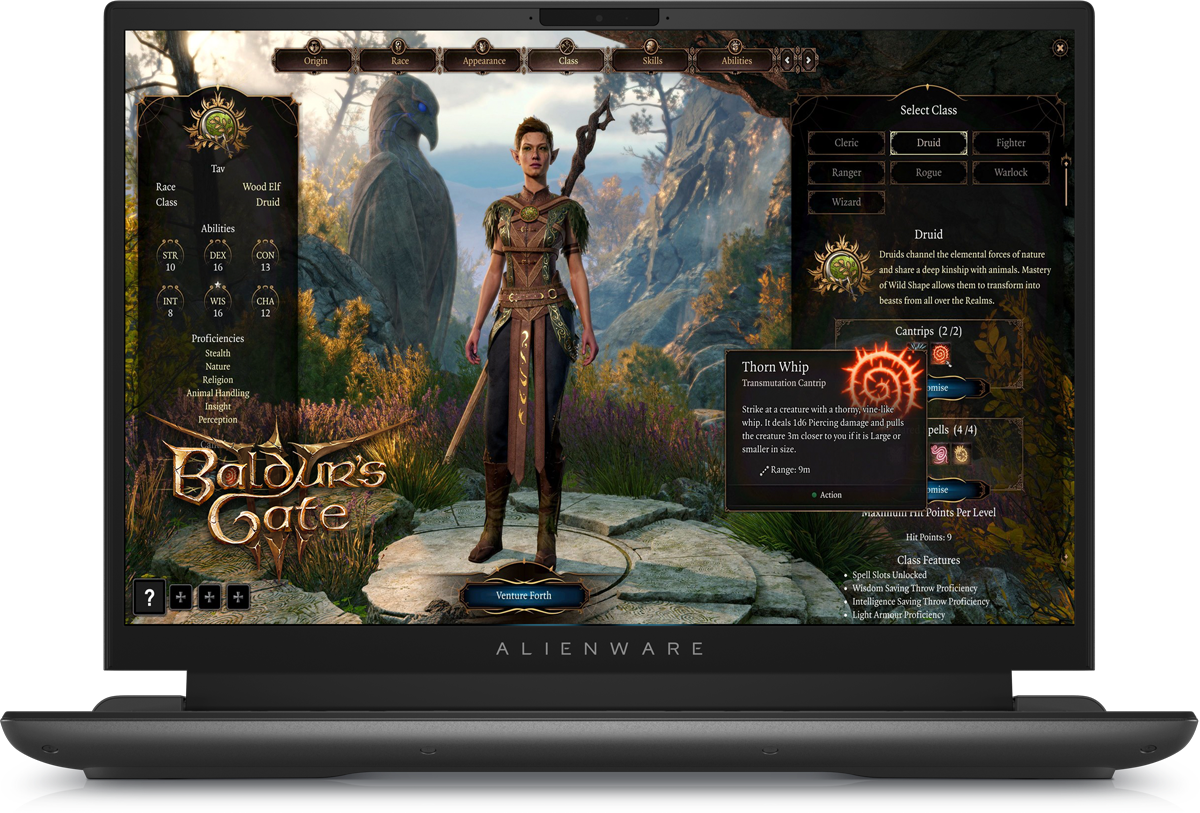 Origin
Race
Appearance
Class
Skills
Abilities
Tav
Race Wood Elf
Class Druid
Abilities
STR DEX CON
10 16 13
INT WIS CHA
8 16 12
Proficiencies
Stealth
Nature
Religion
Animal Handling
Insight
Perception
BALDUR'S
GATE
?
Venture Forth
Select Class
Cleric Druid Fighter
Ranger Rogue Warlock
Wizard
Druid
Druids channel the elemental forces of nature
and share a deep kinship with animals. Mastery
of Wild Shape allows them to transform into
beasts from all over the Realms.
Cantrips (2/2)
Thorn Whip
Transmutation Cantrip
Strike at a creature with a thorny, vine-like
whip. It deals 1d6 Piercing damage and pulls
the creature 3m closer to you if it is Large or
smaller in size.
Range: 9m
Action
(4/4)
Maximum Hit Points Per Level
Hit Points: 9
Class Features
• Spell Slots Unlocked
• Wisdom Saving Throw Proficiency
• Intelligence Saving Throw Proficiency
• Light Armour Proficiency
ALIENWARE